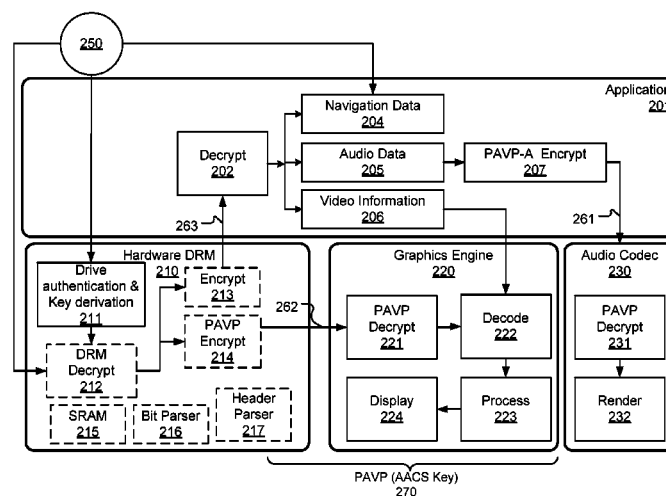 250
Application
201
Navigation Data
204
Decrypt
202
Audio Data
205
PAVP-A Encrypt
207
Video Information
206
263
261
Hardware DRM
210
Drive
authentication &
Key derivation
211
Encrypt
213
DRM
Decrypt
212
PAVP
Encrypt
214
262
SRAM
215
Bit Parser
216
Header
Parser
217
Graphics Engine
220
PAVP
Decrypt
221
Decode
222
Display
224
Process
223
Audio Codec
230
PAVP
Decrypt
231
Render
232
PAVP (AACS Key)
270